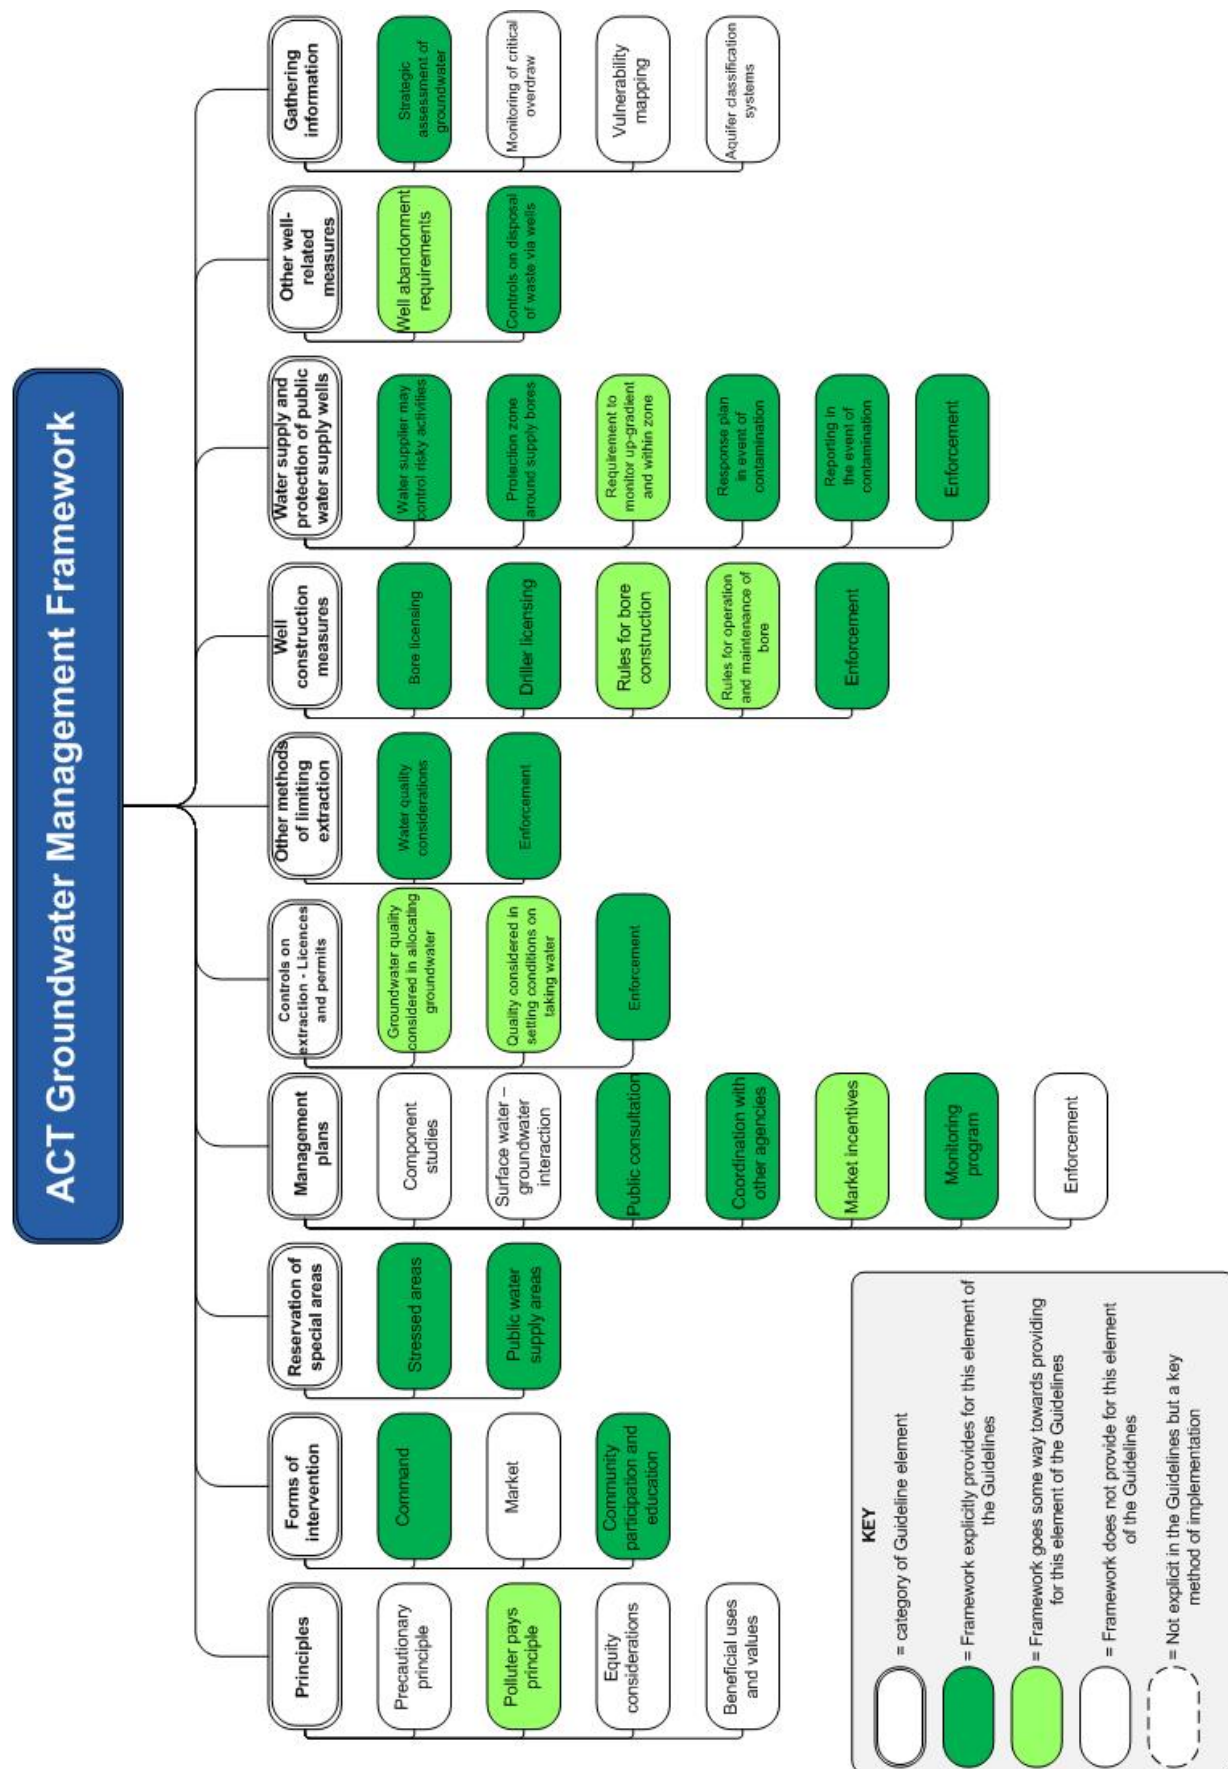 ACT Groundwater Management Framework
Principles
Precautionary
principle
Polluter pays
principle
Equity
considerations
Beneficial uses
and values
Forms of
intervention
Command
Market
Community
participation and
education
Reservation of
special areas
Stressed areas
Public water
supply areas
Management
plans
Component
studies
Surface water –
groundwater
interaction
Public consultation
Coordination with
other agencies
Market incentives
Monitoring
program
Enforcement
Controls on
extraction - Licences
and permits
Groundwater quality
considered in allocating
groundwater
Quality considered in
setting conditions on
taking water
Enforcement
Other methods
of limiting
extraction
Water quality
considerations
Enforcement
Well
construction
measures
Bore licensing
Driller licensing
Rules for bore
construction
Rules for operation
and maintenance of
bore
Enforcement
Water supply and
protection of public
water supply wells
Water supplier may
control risky activities
Protection zone
around supply bores
Requirement to
monitor up-gradient
and within zone
Response plan
in event of
contamination
Reporting in
the event of
contamination
Enforcement
Other well-
related
measures
Well abandonment
requirements
Controls on disposal
of waste via wells
Gathering
information
Strategic
assessment of
groundwater
Monitoring of critical
overdraw
Vulnerability
mapping
Aquifer classification
systems
KEY
= category of Guideline element
= Framework explicitly provides for this element of
the Guidelines
= Framework goes some way towards providing
for this element of the Guidelines
= Framework does not provide for this element
of the Guidelines
= Not explicit in the Guidelines but a key
method of implementation